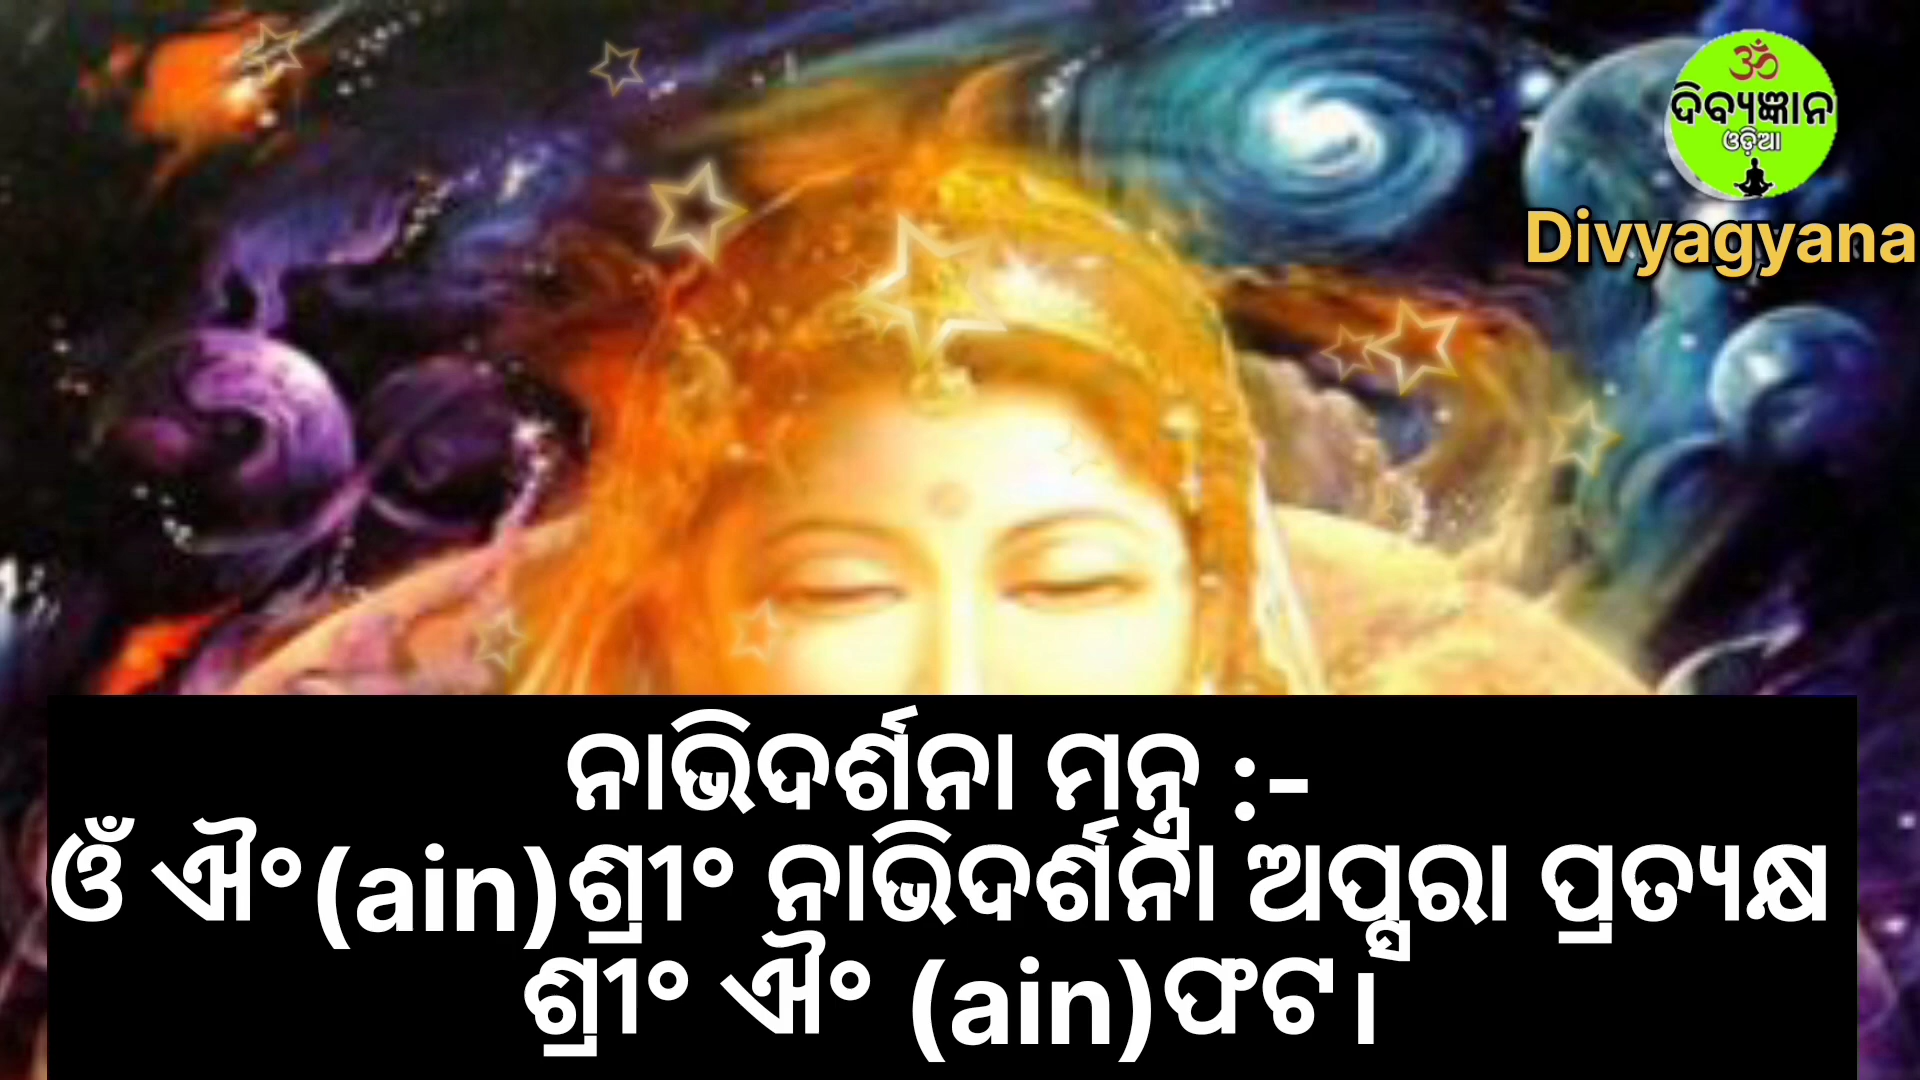 ॐ
ଦିବ୍ୟଜ୍ଞାନ
ଓଡ଼ିଆ
Divyagyana
ନାଭିଦର୍ଶନା ମନ୍ତ୍ର :-
ଓଁ ଐଂ(ain)ଶ୍ରୀଂ ନାଭିଦର୍ଶନା ଅପ୍ସରା ପ୍ରତ୍ୟକ୍ଷ
ଶ୍ରୀଂ ଐଂ (ain)ଫଟ।